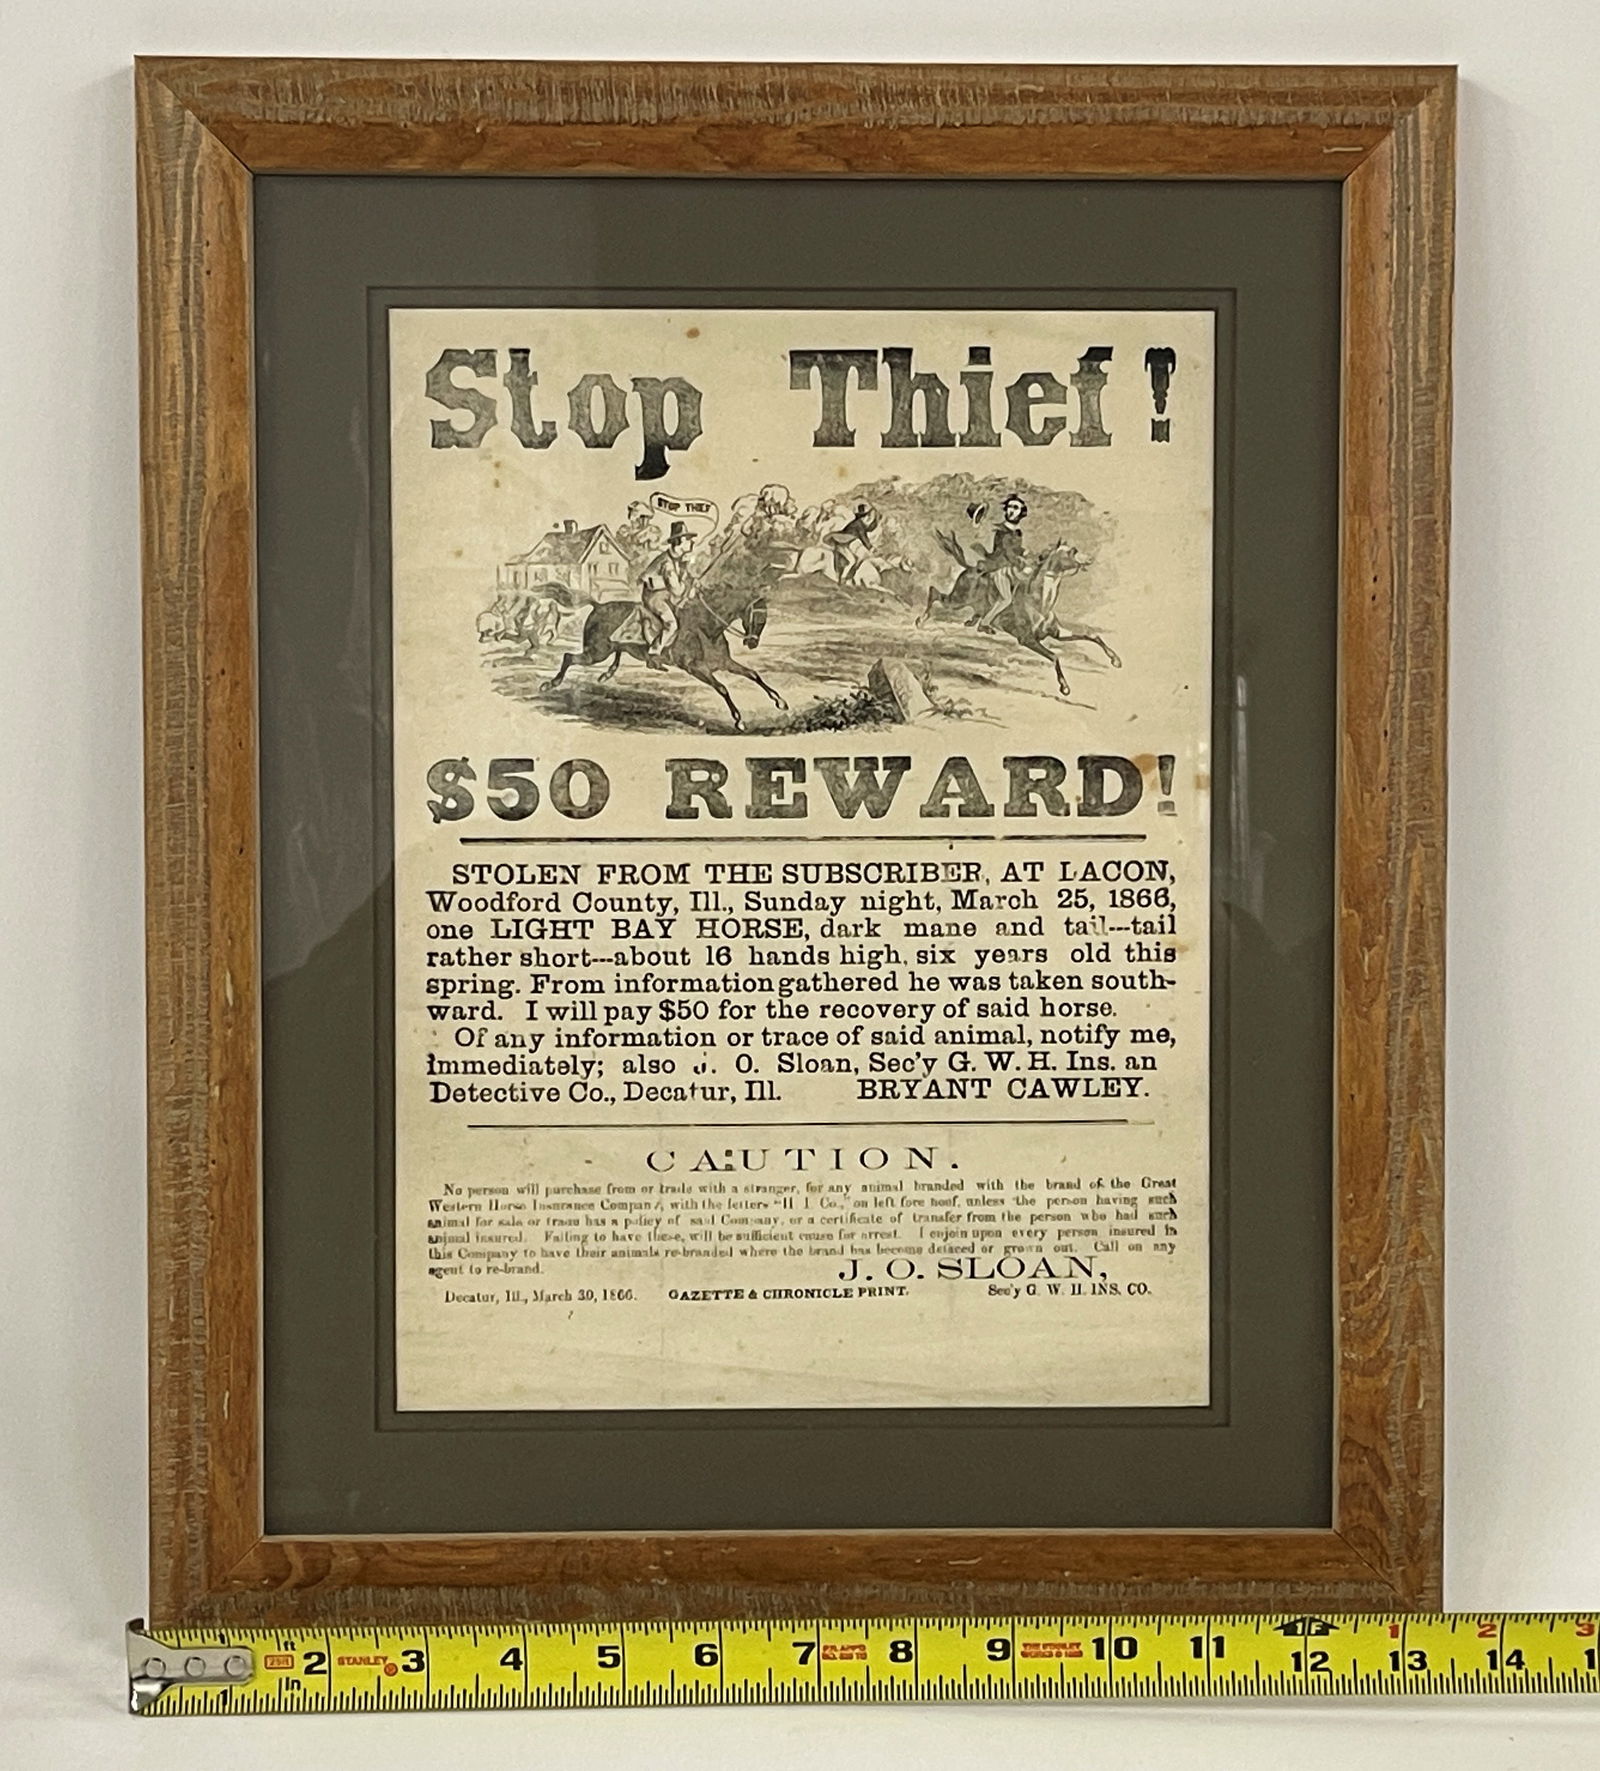 Stop Thief!
STOP THIEF
$50 REWARD!
STOLEN FROM THE SUBSCRIBER, AT LACON,
Woodford County, Ill., Sunday night, March 25, 1866,
one LIGHT BAY HORSE, dark mane and tail---tail
rather short---about 16 hands high, six years old this
spring. From information gathered he was taken south-
ward. I will pay $50 for the recovery of said horse.
Of any information or trace of said animal, notify me,
immediately; also J. O. Sloan, Sec'y G. W. H. Ins. an
Detective Co., Decatur, Ill. BRYANT CAWLEY.
CAUTION.
No person will purchase from or trade with a stranger, for any animal branded with the brand of the Great
Western Horse Insurance Company, with the letters "H I Co.," on left fore hoof, unless the person having such
animal for sale or trade has a policy of said Company, or a certificate of transfer from the person who had such
animal insured. Failing to have these, will be sufficient cause for arrest. I enjoin upon every person insured in
this Company to have their animals re-branded where the brand has become defaced or grown out. Call on any
agent to re-brand.
J. O. SLOAN,
Decatur, Ill., March 30, 1866. GAZETTE & CHRONICLE PRINT. Sec'y G. W. H. INS. CO.
1 ft 2 STANLEY 3 4 5 6 7 8 9 10 11 12 13 14
in
1 2 3